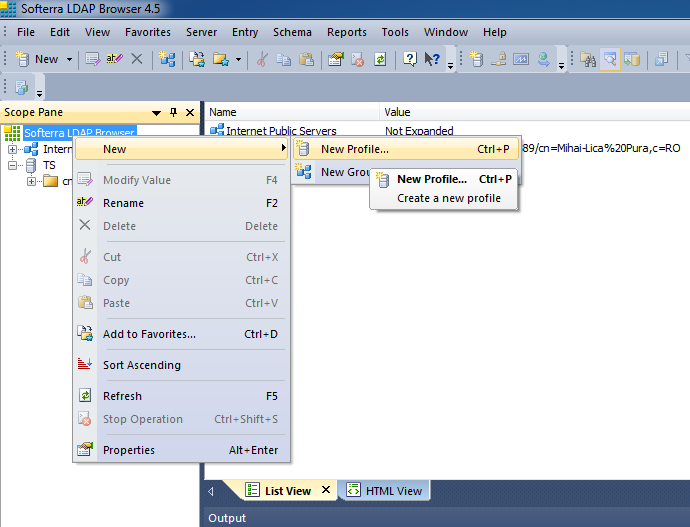 Softerra LDAP Browser 4.5
File Edit View Favorites Server Entry Schema Reports Tools Window Help
New
Scope Pane
Name Value
Softerra LDAP Browser
Internet Public Servers Not Expanded
Intern
New
New Profile... Ctrl+P
89/cn=Mihai-Lica%20Pura,c=RO
TS
New Grou
cn
New Profile... Ctrl+P
Create a new profile
Modify Value F4
Rename F2
Delete Delete
Cut Ctrl+X
Copy Ctrl+C
Paste Ctrl+V
Add to Favorites... Ctrl+D
Sort Ascending
Refresh F5
Stop Operation Ctrl+Shift+S
Properties Alt+Enter
List View HTML View
Output